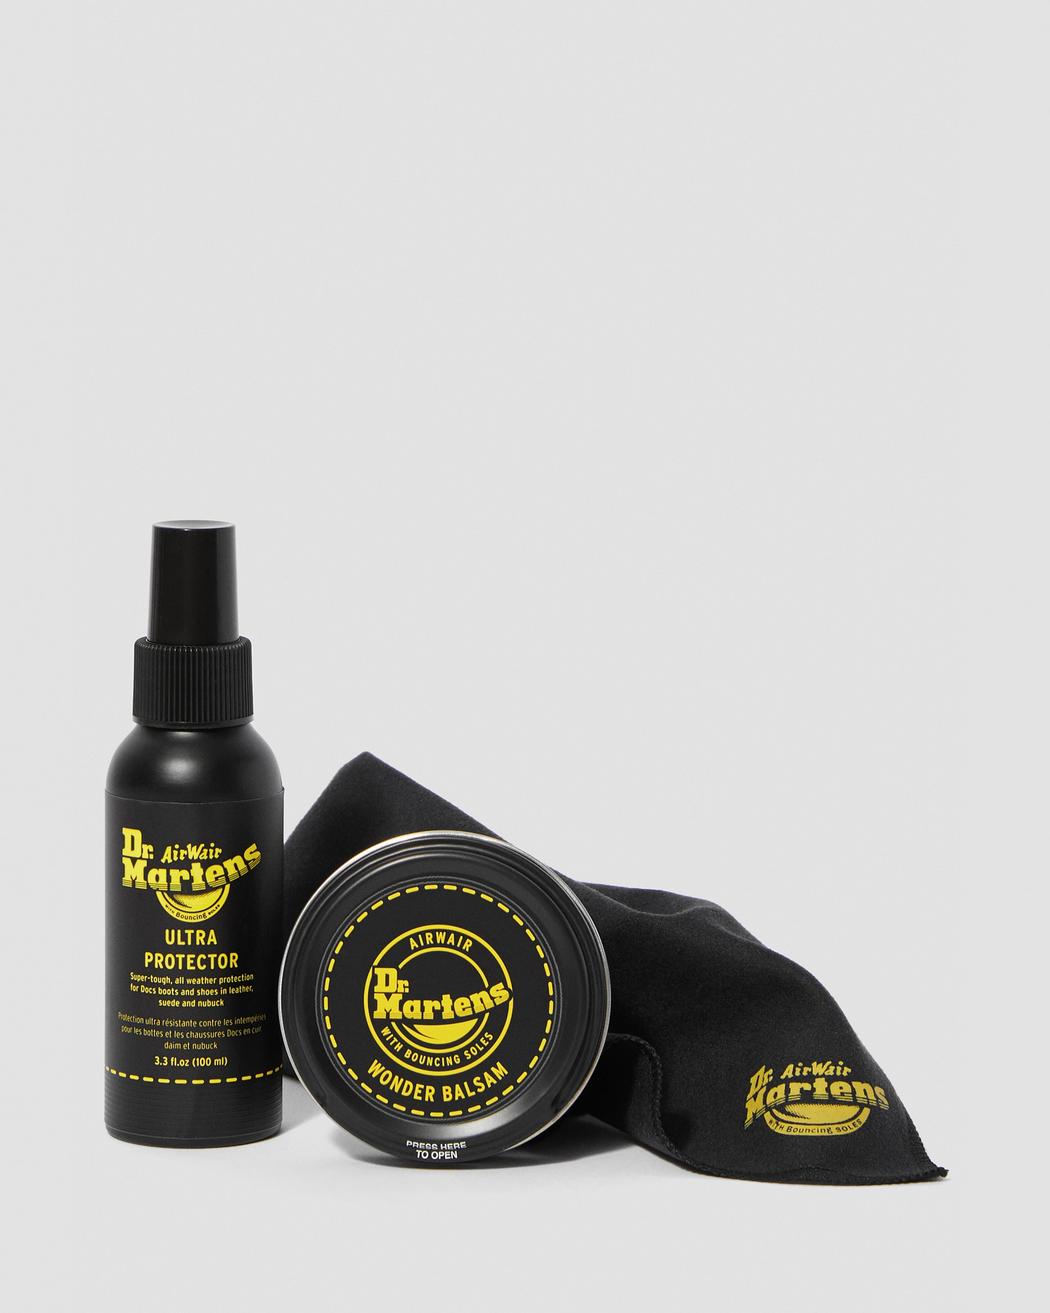 Dr. AirWair
Martens
WITH Bouncing SOLES
ULTRA
PROTECTOR
Super-tough, all weather protection
for Docs boots and shoes in leather,
suede and nubuck
Protection ultra résistante contre les intempéries
pour les bottes et les chaussures Docs en cuir,
daim et nubuck
3.3 fl.oz (100 ml)
AIRWAIR
Dr.
Martens
WITH BOUNCING SOLES
WONDER BALSAM
PRESS HERE
TO OPEN
Dr. AirWair
Martens
WITH Bouncing SOLES